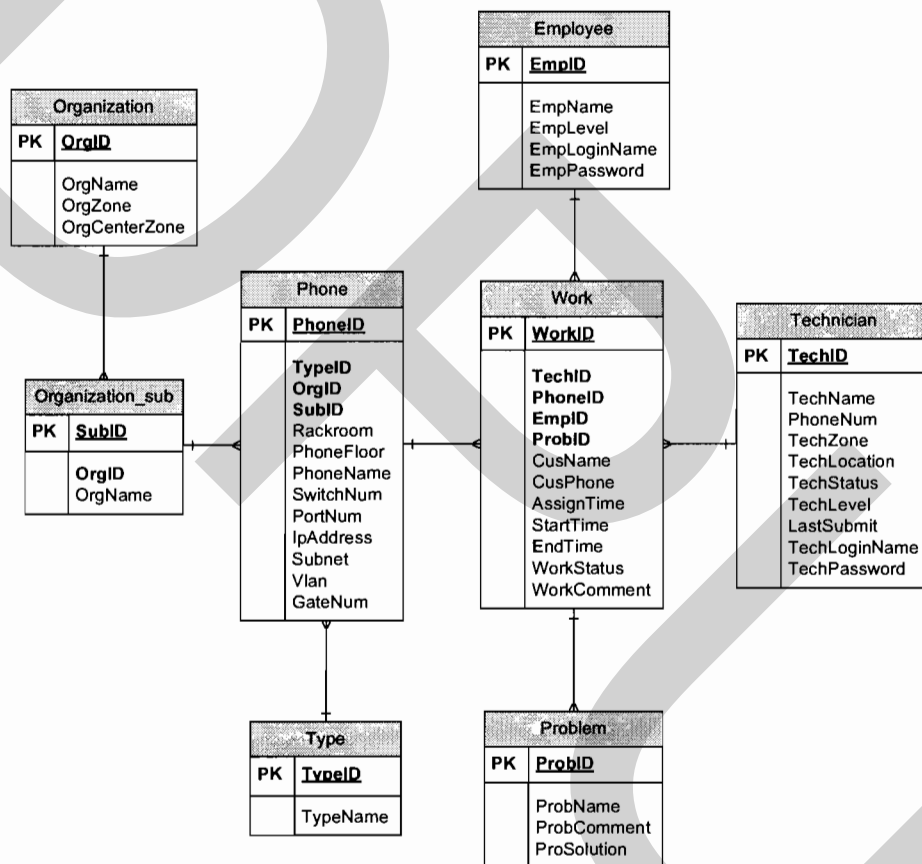 Employee
PK EmpID
EmpName
EmpLevel
EmpLoginName
EmpPassword
Organization
PK OrgID
OrgName
OrgZone
OrgCenterZone
Phone
PK PhoneID
TypeID
OrgID
SubID
Rackroom
PhoneFloor
PhoneName
SwitchNum
PortNum
IpAddress
Subnet
Vlan
GateNum
Work
PK WorkID
TechID
PhoneID
EmpID
ProbID
CusName
CusPhone
AssignTime
StartTime
EndTime
WorkStatus
WorkComment
Technician
PK TechID
TechName
PhoneNum
TechZone
TechLocation
TechStatus
TechLevel
LastSubmit
TechLoginName
TechPassword
Organization_sub
PK SubID
OrgID
OrgName
Type
PK TypeID
TypeName
Problem
PK ProbID
ProbName
ProbComment
ProSolution